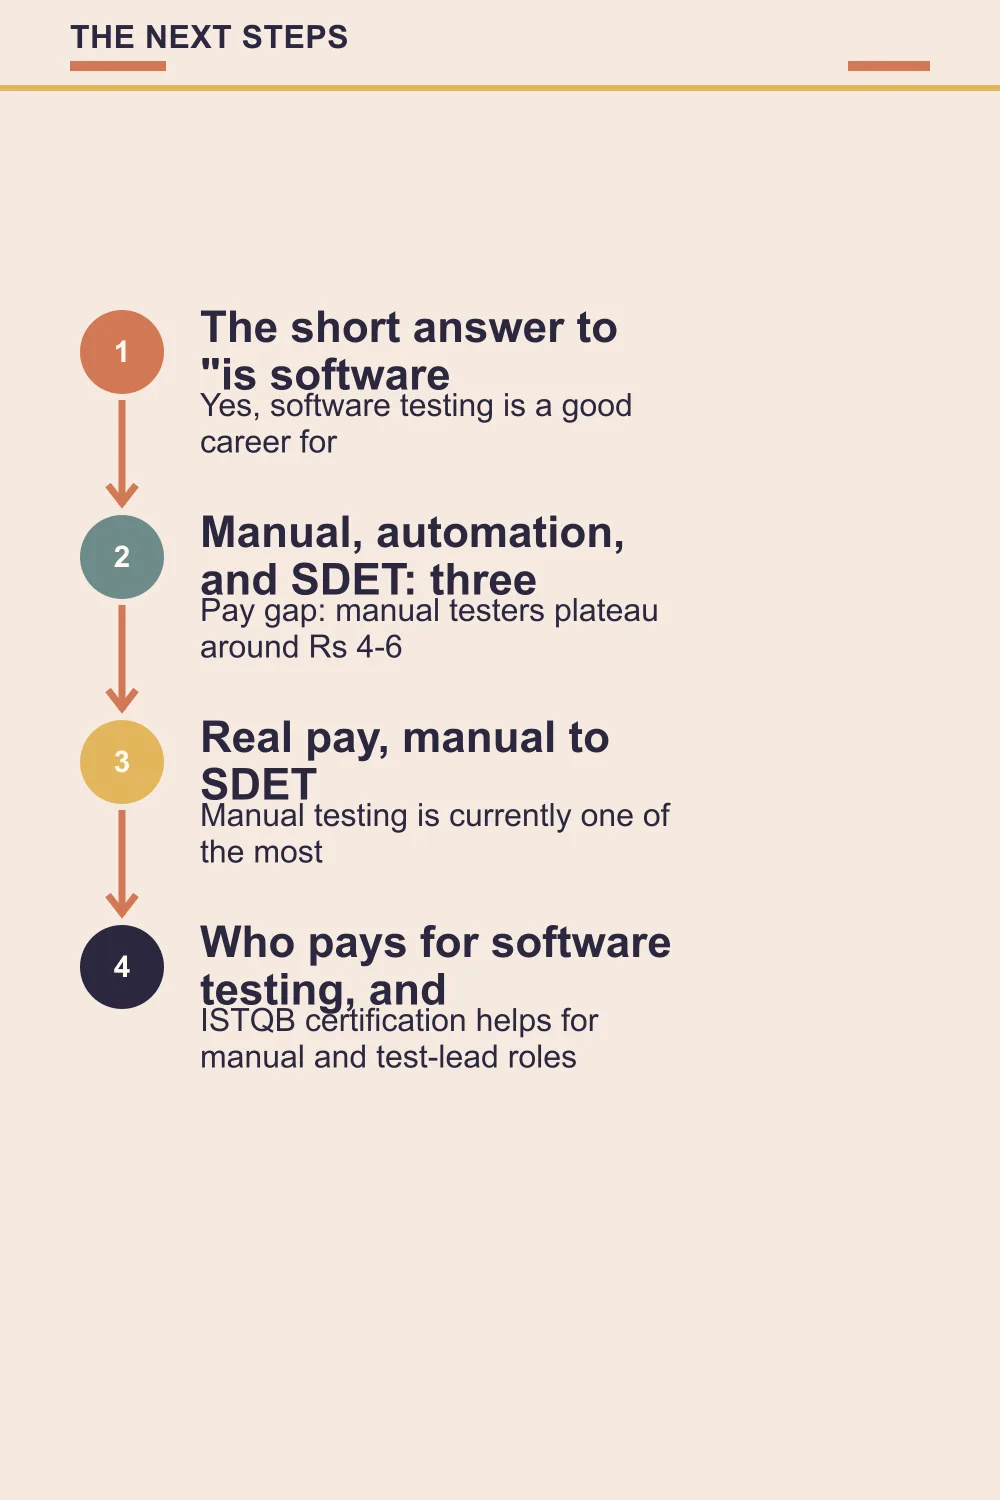 THE NEXT STEPS
1
The short answer to
"is software
Yes, software testing is a good
career for
2
Manual, automation,
and SDET: three
Pay gap: manual testers plateau
around Rs 4-6
3
Real pay, manual to
SDET
Manual testing is currently one of
the most
4
Who pays for software
testing, and
ISTQB certification helps for
manual and test-lead roles